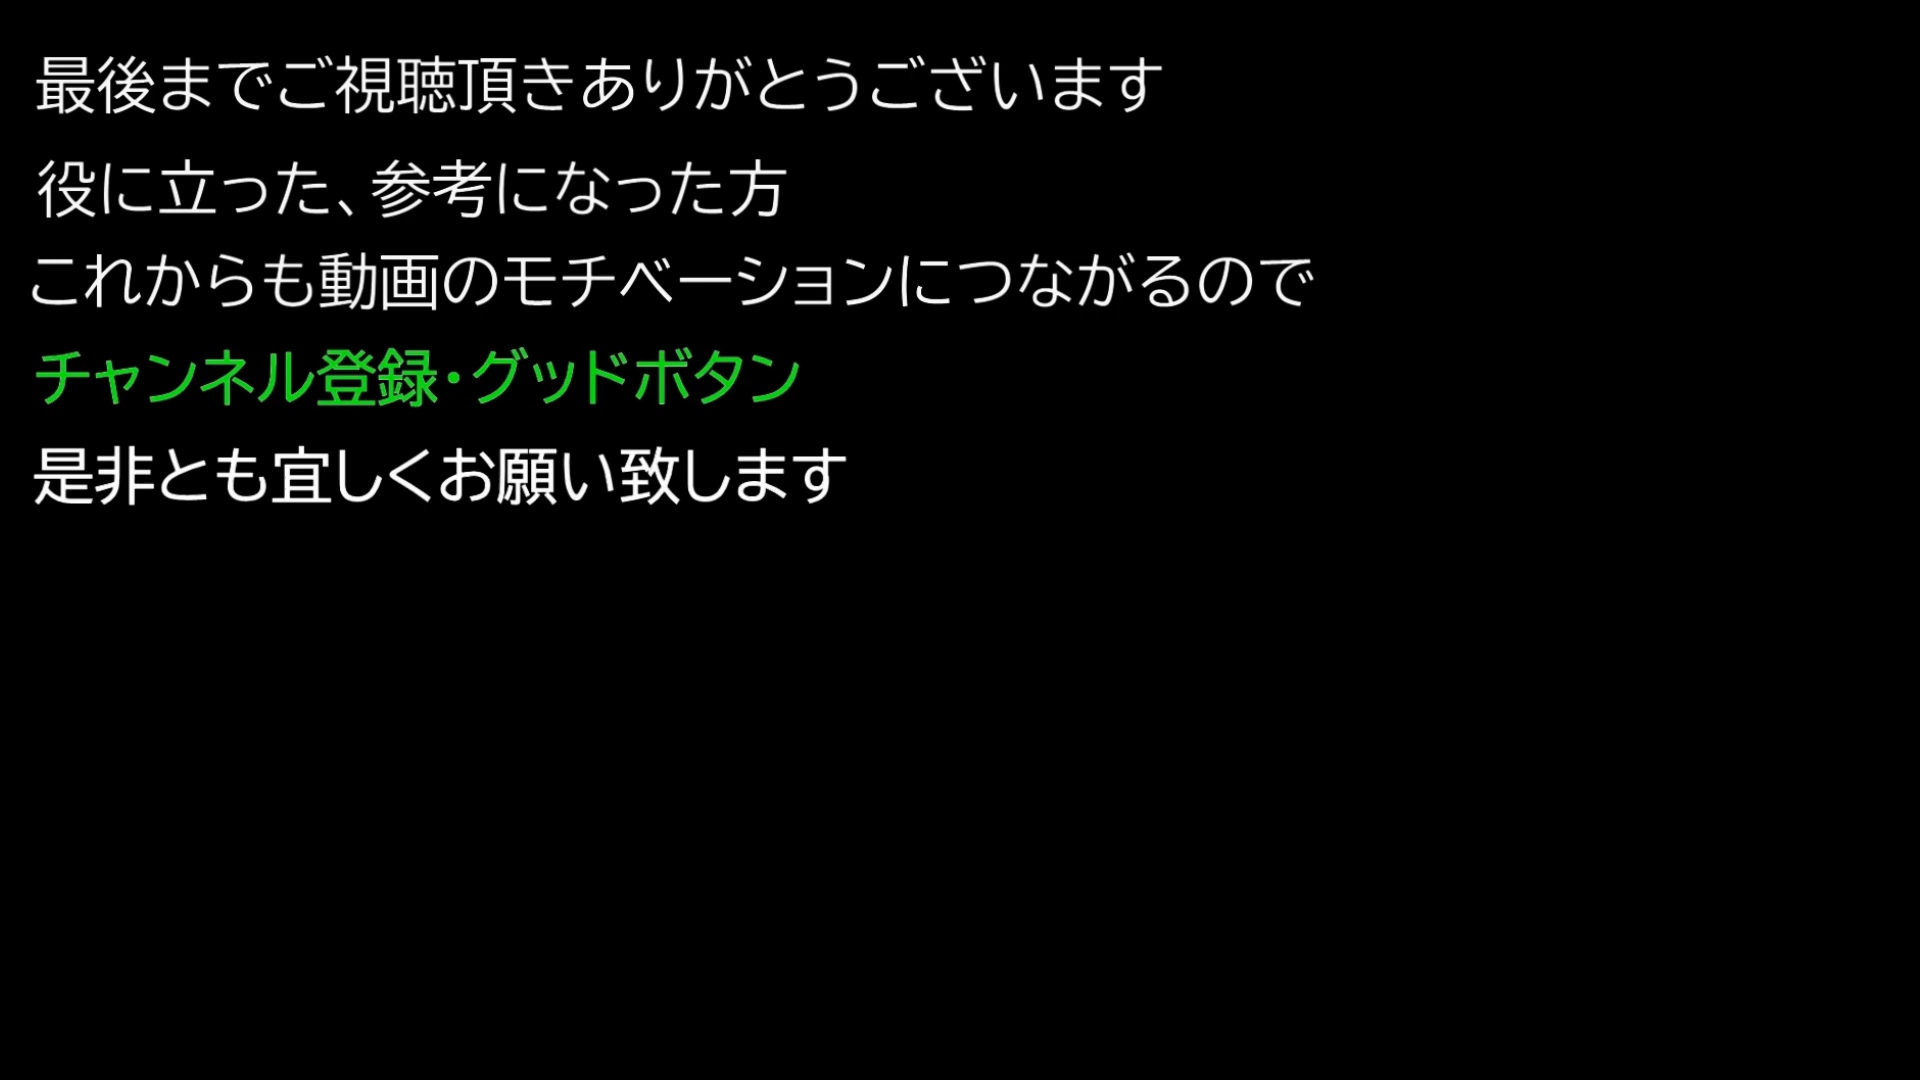 最後までご視聴頂きありがとうございます
役に立った、参考になった方
これからも動画のモチベーションにつながるので
チャンネル登録・グッドボタン
是非とも宜しくお願い致します